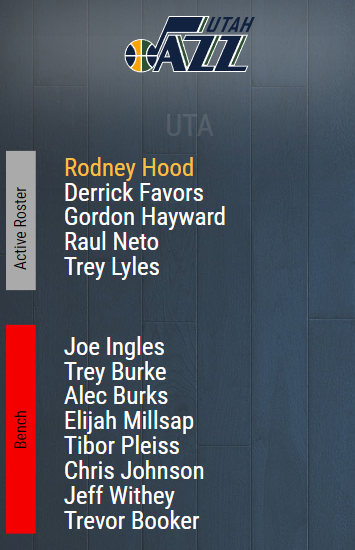 UTAH
JAZZ
UTA
Active Roster
Rodney Hood
Derrick Favors
Gordon Hayward
Raul Neto
Trey Lyles
Bench
Joe Ingles
Trey Burke
Alec Burks
Elijah Millsap
Tibor Pleiss
Chris Johnson
Jeff Withey
Trevor Booker